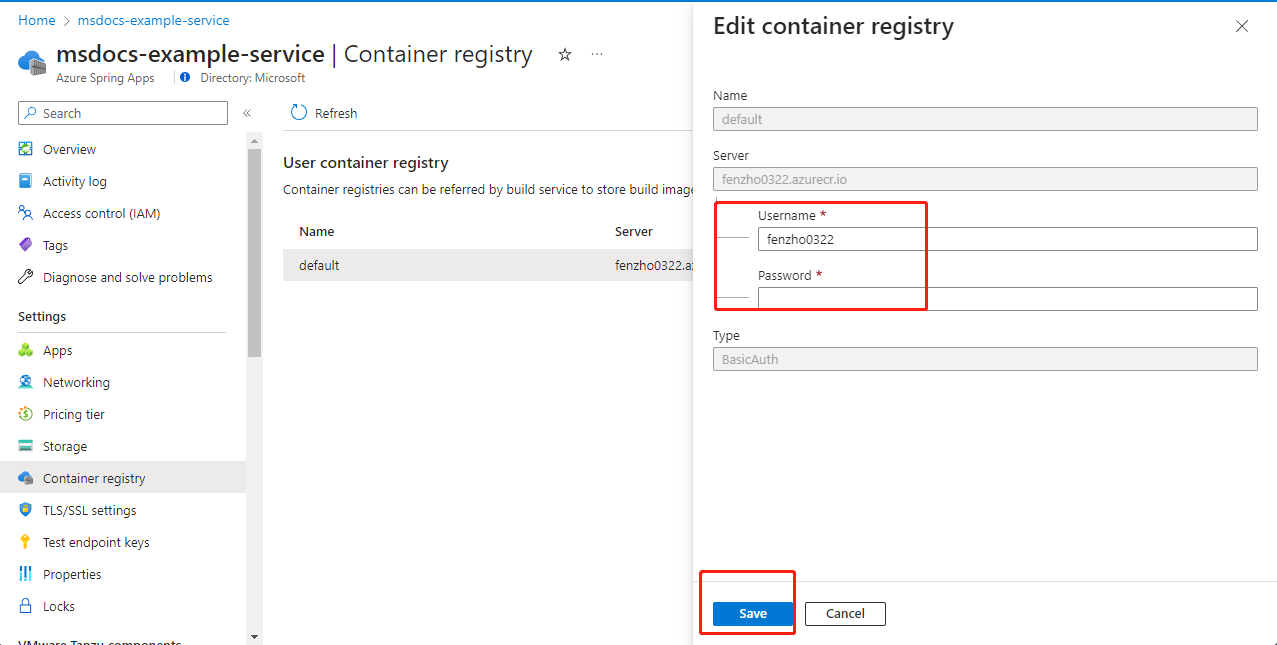 Home > msdocs-example-service
msdocs-example-service | Container registry
Azure Spring Apps
Directory: Microsoft
Search
«
Overview
Activity log
Access control (IAM)
Tags
Diagnose and solve problems
Settings
Apps
Networking
Pricing tier
Storage
Container registry
TLS/SSL settings
Test endpoint keys
Properties
Locks
VMware Tanzu components
Refresh
User container registry
Container registries can be referred by build service to store build image
Name Server
default fenzho0322.az
Edit container registry
Name
default
Server
fenzho0322.azurecr.io
Username *
fenzho0322
Password *
Type
BasicAuth
Save Cancel